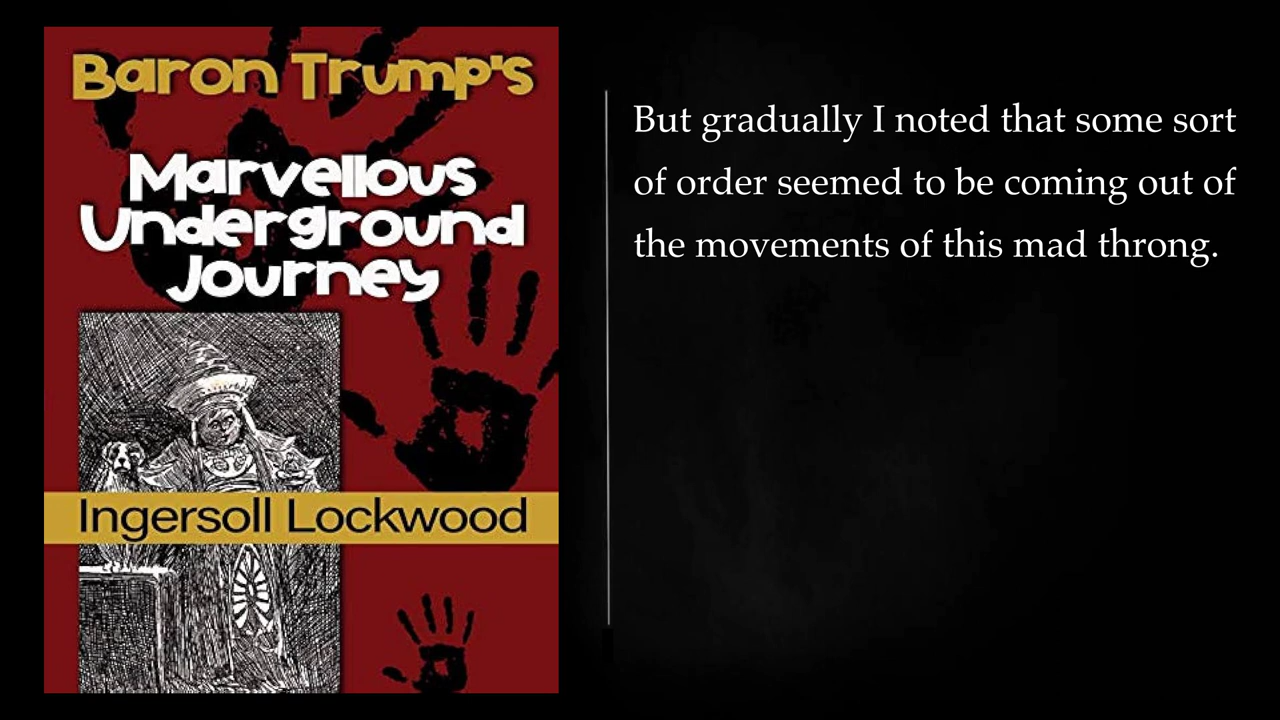 Baron Trump's
Marvellous
Underground
Journey
Ingersoll Lockwood
But gradually I noted that some sort
of order seemed to be coming out of
the movements of this mad throng.